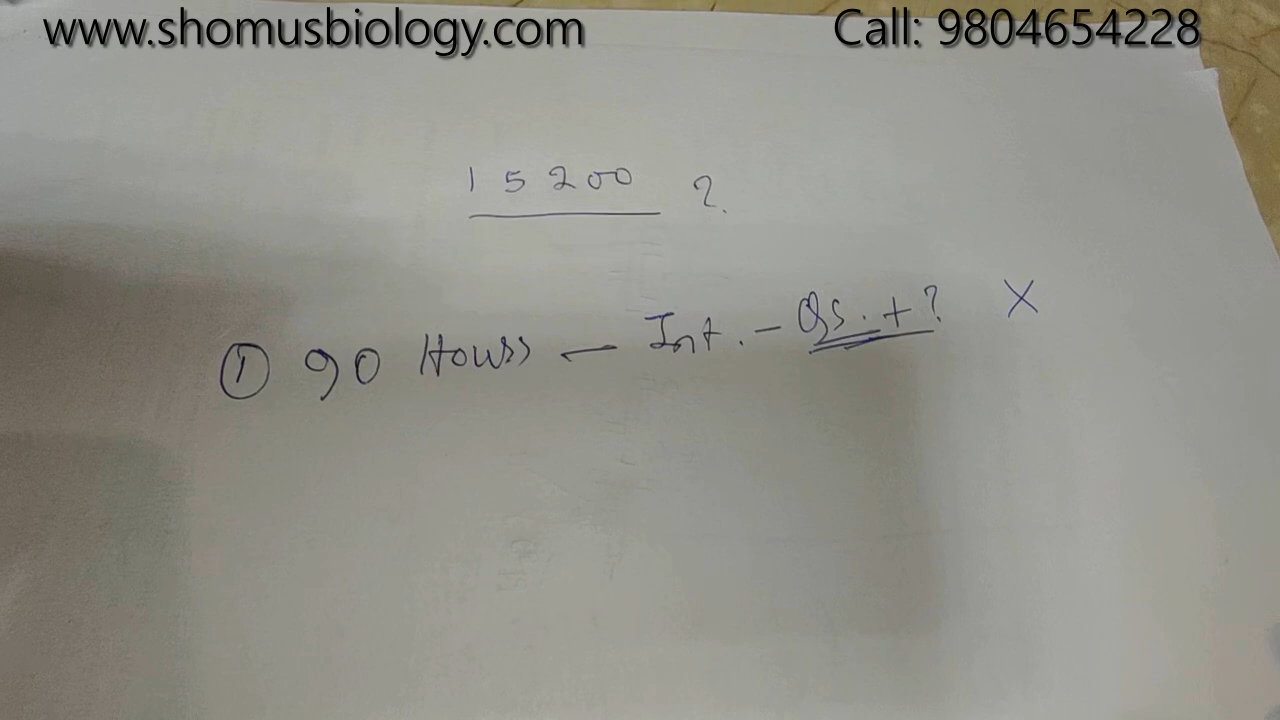 www.shomusbiology.com Call: 9804654228
15200 ?
① 90 Hours - Int. - Qs. + ? X